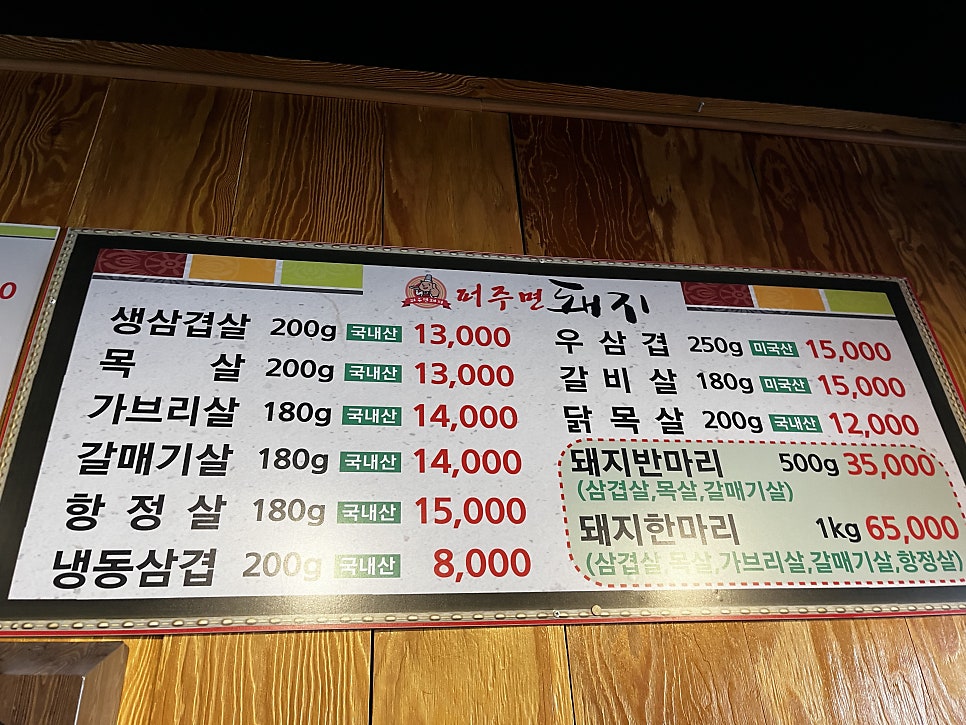 퍼주면돼지
생삼겹살 200g 국내산 13,000
목 살 200g 국내산 13,000
가브리살 180g 국내산 14,000
갈매기살 180g 국내산 14,000
항정살 180g 국내산 15,000
냉동삼겹 200g 국내산 8,000
우삼겹 250g 미국산 15,000
갈비살 180g 미국산 15,000
닭목살 200g 국내산 12,000
돼지반마리 500g 35,000
(삼겹살,목살,갈매기살)
돼지한마리 1kg 65,000
(삼겹살,목살,가브리살,갈매기살,항정살)